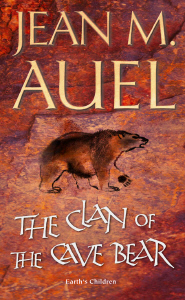 JEAN M.
AUEL
THE CLAN OF
THE CAVE BEAR
Earth's Children